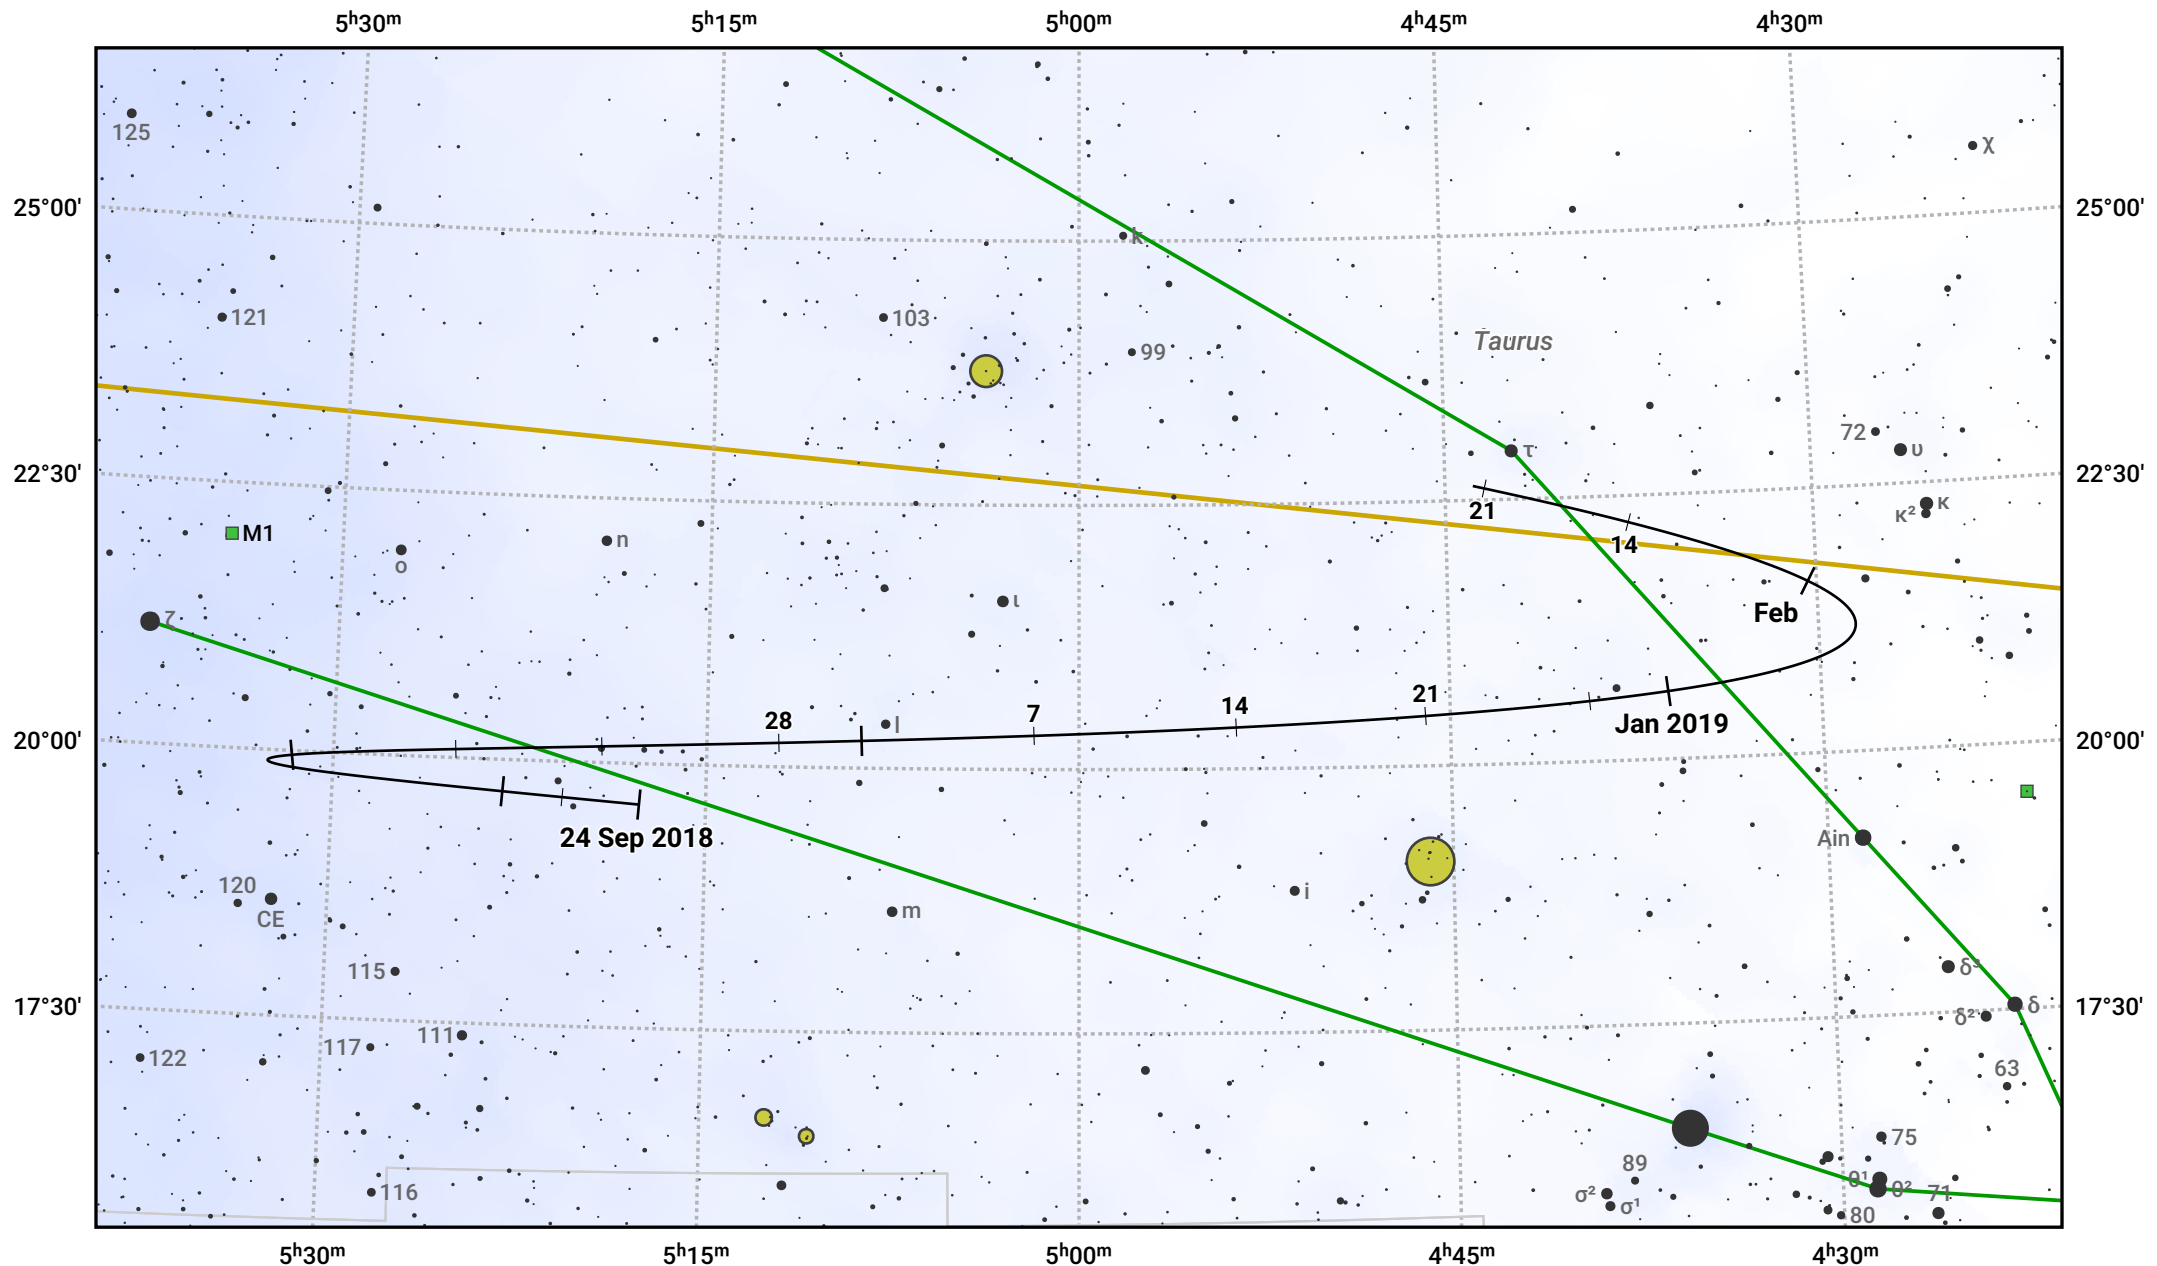 5ʰ30ᵐ 5ʰ15ᵐ 5ʰ00ᵐ 4ʰ45ᵐ 4ʰ30ᵐ
125
χ
25°00' 25°00'
k
121 103
Taurus
99
72 υ
τ
22°30' 22°30'
21 κ
κ²
M1 n 14
ο
ι Feb
ζ
21
14
28 7 l Jan 2019
20°00' 20°00'
24 Sep 2018 Ain
120 i
CE m
115 δ³
17°30' δ 17°30'
δ²
111
117
122 63
75
89 θ¹
116 σ² θ² 71
σ¹ 80
5ʰ30ᵐ 5ʰ15ᵐ 5ʰ00ᵐ 4ʰ45ᵐ 4ʰ30ᵐ